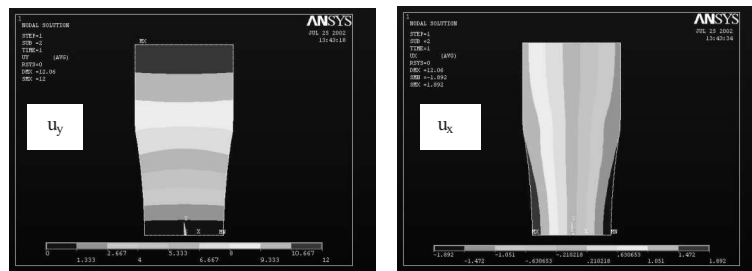 1
NODAL SOLUTION
STEP=1
SUB =2
TIME=1
UY (AVG)
RSYS=0
DMX =12.06
SMX =12
ANSYS
JUL 25 2002
13:43:18
MX
uy
Y
X
MN
0 2.667 5.333 8 10.667
1.333 4 6.667 9.333 12
1
NODAL SOLUTION
STEP=1
SUB =2
TIME=1
UX (AVG)
RSYS=0
DMX =12.06
SMN =-1.892
SMX =1.892
ANSYS
JUL 25 2002
13:43:34
ux
MX
MN
-1.892 -1.051 -.210218 .630653 1.472
-1.472 -.630653 .210218 1.051 1.892